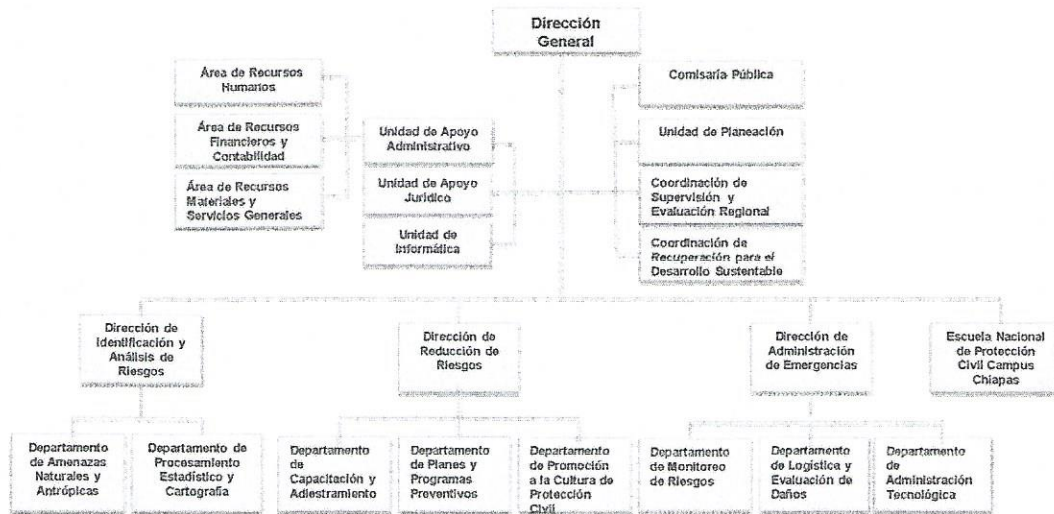 Dirección
General
Área de Recursos
Humanos
Área de Recursos
Financieros y
Contabilidad
Área de Recursos
Materiales y
Servicios Generales
Unidad de Apoyo
Administrativo
Unidad de Apoyo
Jurídico
Unidad de
Informática
Comisaría Pública
Unidad de Planeación
Coordinación de
Supervisión y
Evaluación Regional
Coordinación de
Recuperación para el
Desarrollo Sustentable
Dirección de
Identificación y
Análisis de
Riesgos
Dirección de
Reducción de
Riesgos
Dirección de
Administración
de Emergencias
Escuela Nacional
de Protección
Civil Campus
Chiapas
Departamento
de Amenazas
Naturales y
Antrópicas
Departamento de
Procesamiento
Estadístico y
Cartografía
Departamento
de
Capacitación y
Adiestramiento
Departamento
de Planes y
Programas
Preventivos
Departamento
de Promoción
a la Cultura de
Protección
Civil
Departamento
de Monitoreo
de Riesgos
Departamento
de Logística y
Evaluación de
Daños
Departamento
de
Administración
Tecnológica